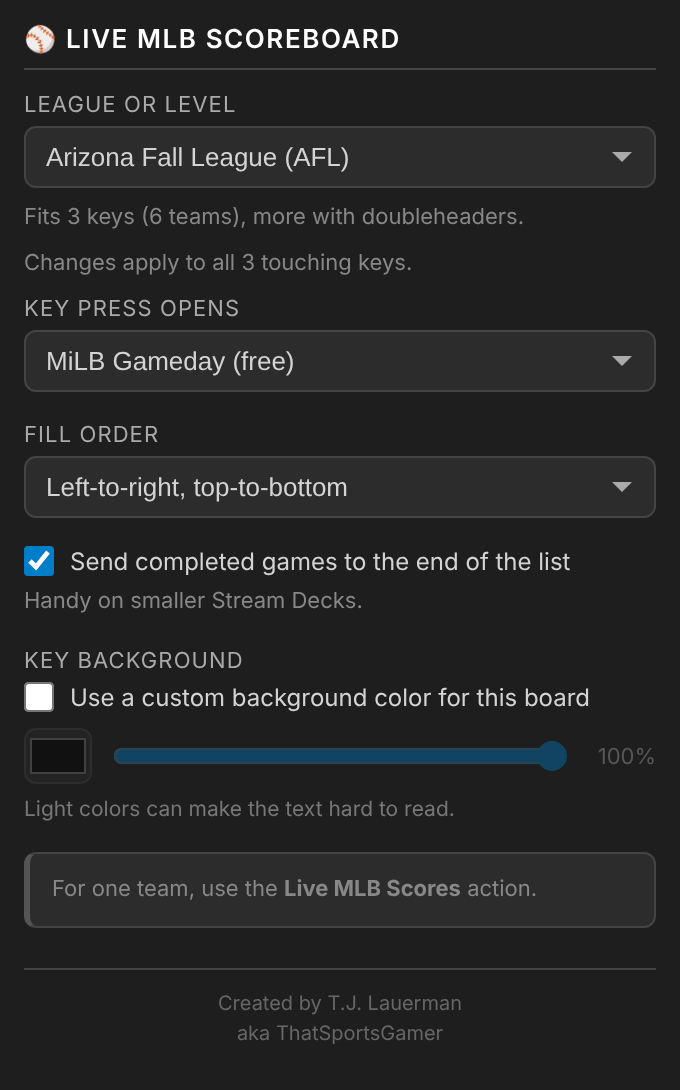 LIVE MLB SCOREBOARD
LEAGUE OR LEVEL
Arizona Fall League (AFL)
Fits 3 keys (6 teams), more with doubleheaders.
Changes apply to all 3 touching keys.
KEY PRESS OPENS
MiLB Gameday (free)
FILL ORDER
Left-to-right, top-to-bottom
Send completed games to the end of the list
Handy on smaller Stream Decks.
KEY BACKGROUND
Use a custom background color for this board
100%
Light colors can make the text hard to read.
For one team, use the Live MLB Scores action.
Created by T.J. Lauerman
aka ThatSportsGamer